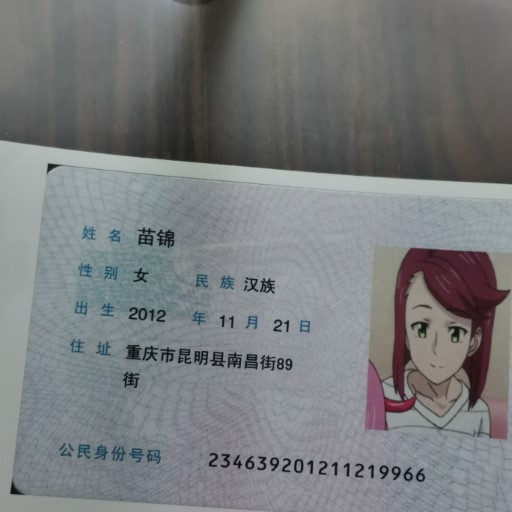 姓名 苗锦
性别 女 民族 汉族
出生 2012 年 11 月 21 日
住址 重庆市昆明县南昌街89
街
公民身份号码 234639201211219966